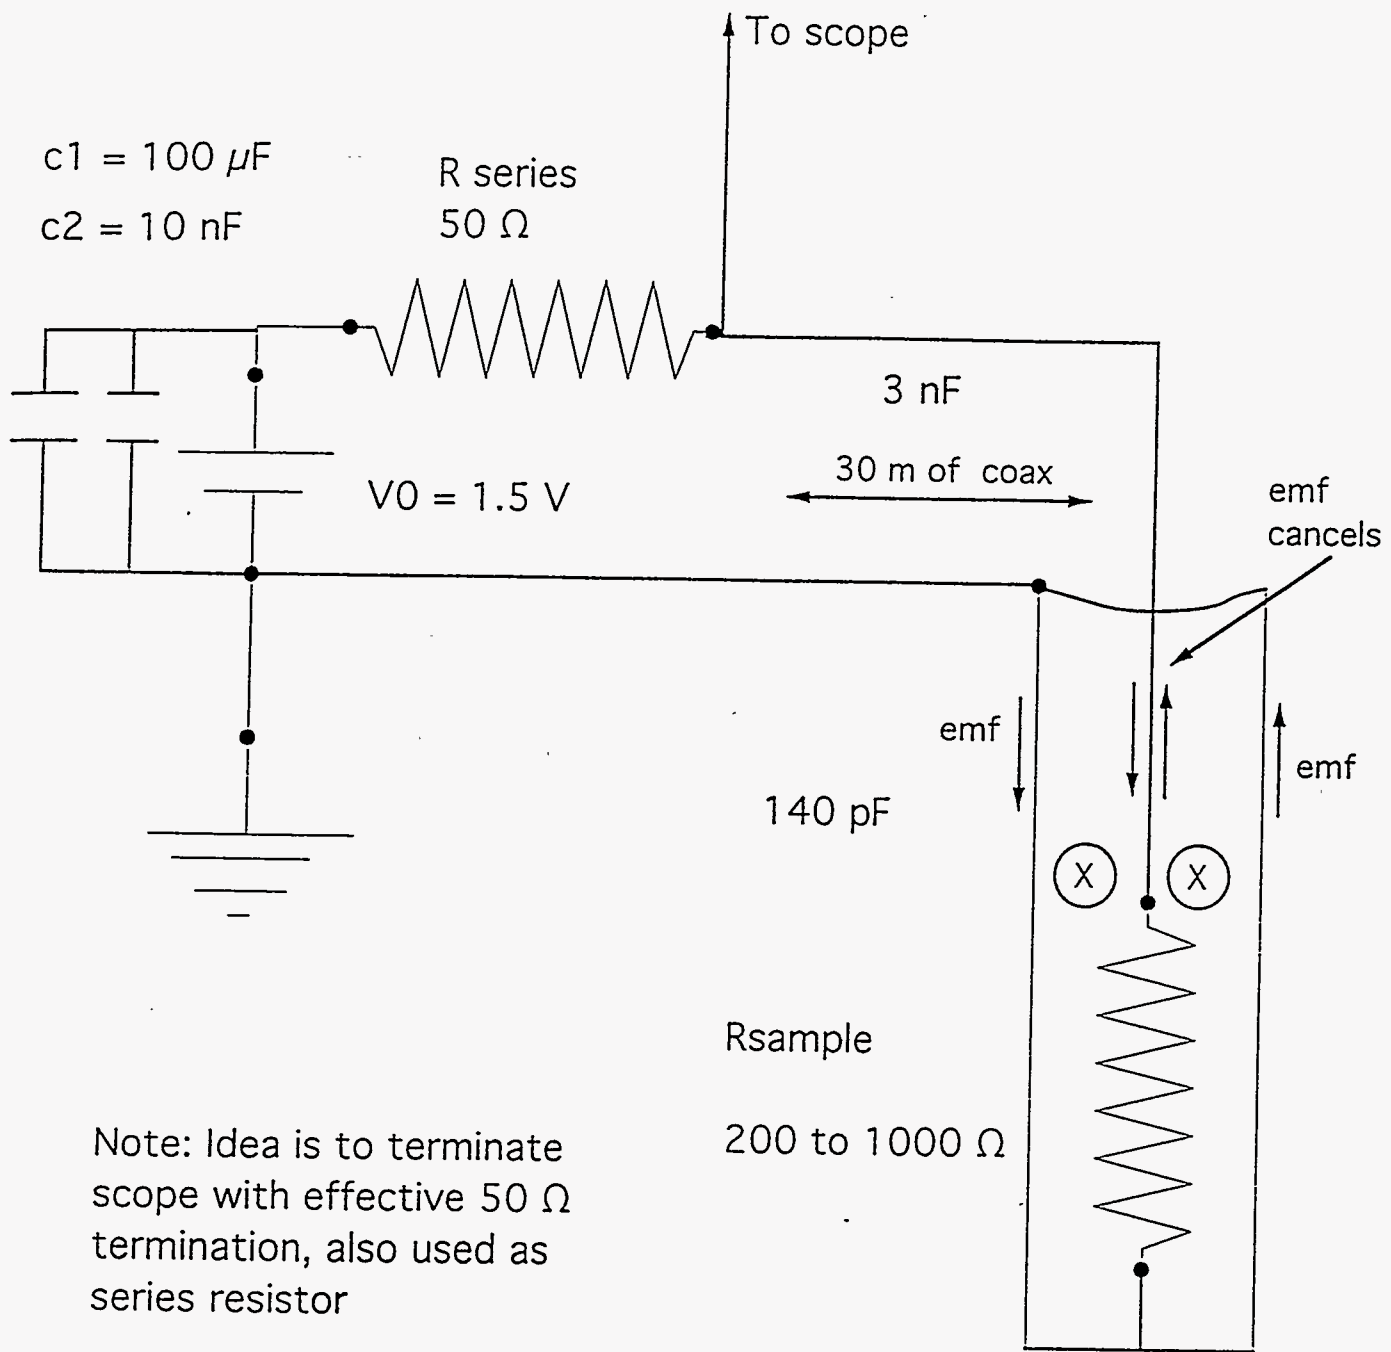 To scope
c1 = 100 µF
c2 = 10 nF
R series
50 Ω
3 nF
30 m of coax
V0 = 1.5 V
emf
cancels
emf
emf
140 pF
X
X
Rsample
200 to 1000 Ω
Note: Idea is to terminate
scope with effective 50 Ω
termination, also used as
series resistor